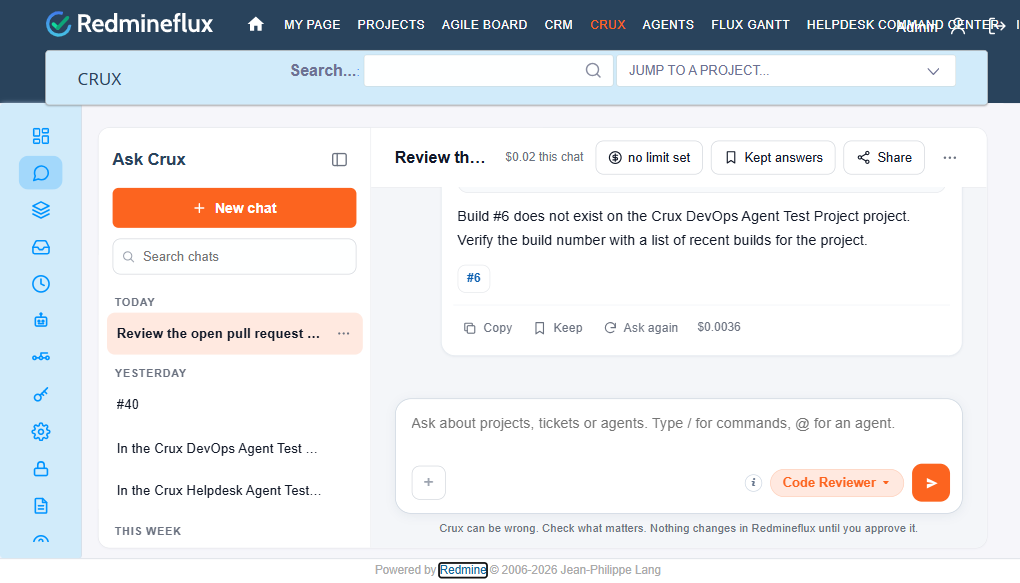 Redmineflux
MY PAGE PROJECTS AGILE BOARD CRM CRUX AGENTS FLUX GANTT HELPDESK COMMAND CENTER
Admin
CRUX
Search...:
JUMP TO A PROJECT...
Ask Crux
+ New chat
Search chats
TODAY
Review the open pull request ...
YESTERDAY
#40
In the Crux DevOps Agent Test ...
In the Crux Helpdesk Agent Test...
THIS WEEK
Review th... $0.02 this chat no limit set Kept answers Share
Build #6 does not exist on the Crux DevOps Agent Test Project project.
Verify the build number with a list of recent builds for the project.
#6
Copy Keep Ask again $0.0036
Ask about projects, tickets or agents. Type / for commands, @ for an agent.
Code Reviewer
Crux can be wrong. Check what matters. Nothing changes in Redmineflux until you approve it.
Powered by Redmine © 2006-2026 Jean-Philippe Lang